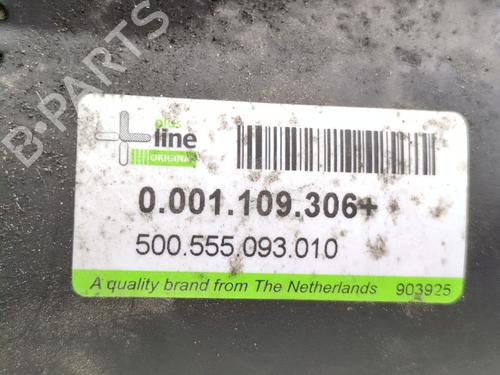 B-PARTS
plus
line
ORIGINAL
0.001.109.306+
500.555.093.010
A quality brand from The Netherlands 903925